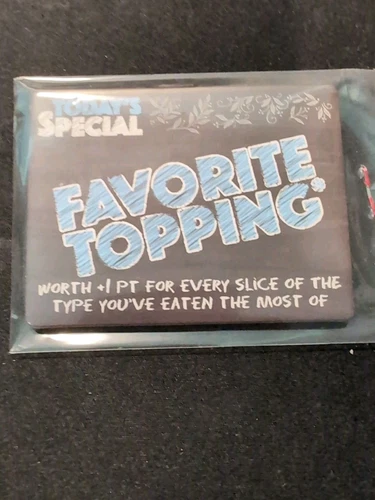 TODAY'S
SPECIAL
FAVORITE
TOPPING*
WORTH +1 PT FOR EVERY SLICE OF THE
TYPE YOU'VE EATEN THE MOST OF